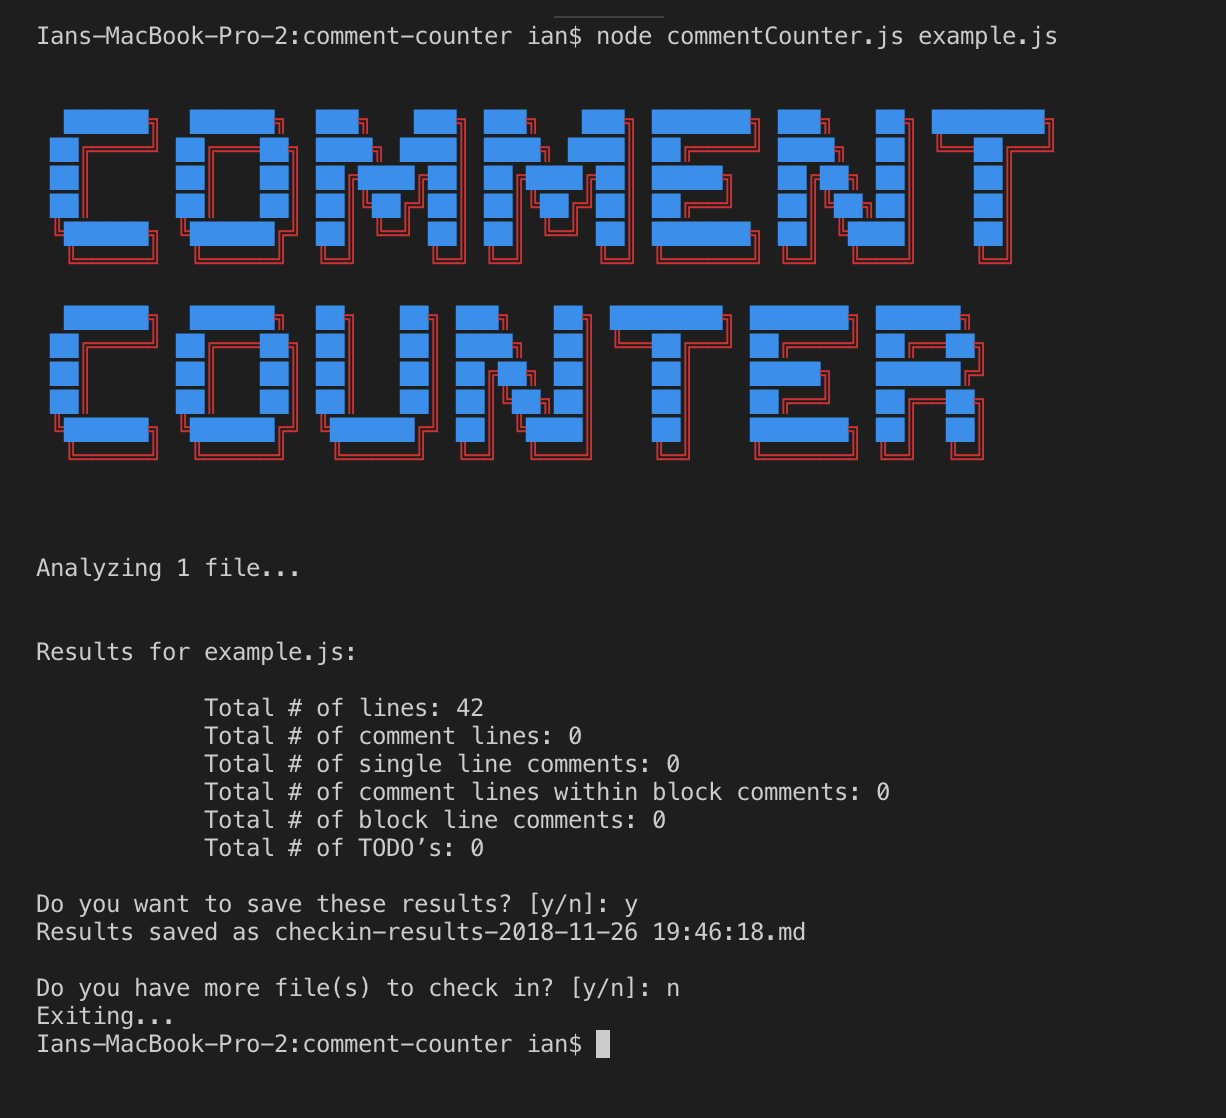 Ians-MacBook-Pro-2:comment-counter ian$ node commentCounter.js example.js
COMMENT
COUNTER
Analyzing 1 file...
Results for example.js:
Total # of lines: 42
Total # of comment lines: 0
Total # of single line comments: 0
Total # of comment lines within block comments: 0
Total # of block line comments: 0
Total # of TODO’s: 0
Do you want to save these results? [y/n]: y
Results saved as checkin-results-2018-11-26 19:46:18.md
Do you have more file(s) to check in? [y/n]: n
Exiting...
Ians-MacBook-Pro-2:comment-counter ian$